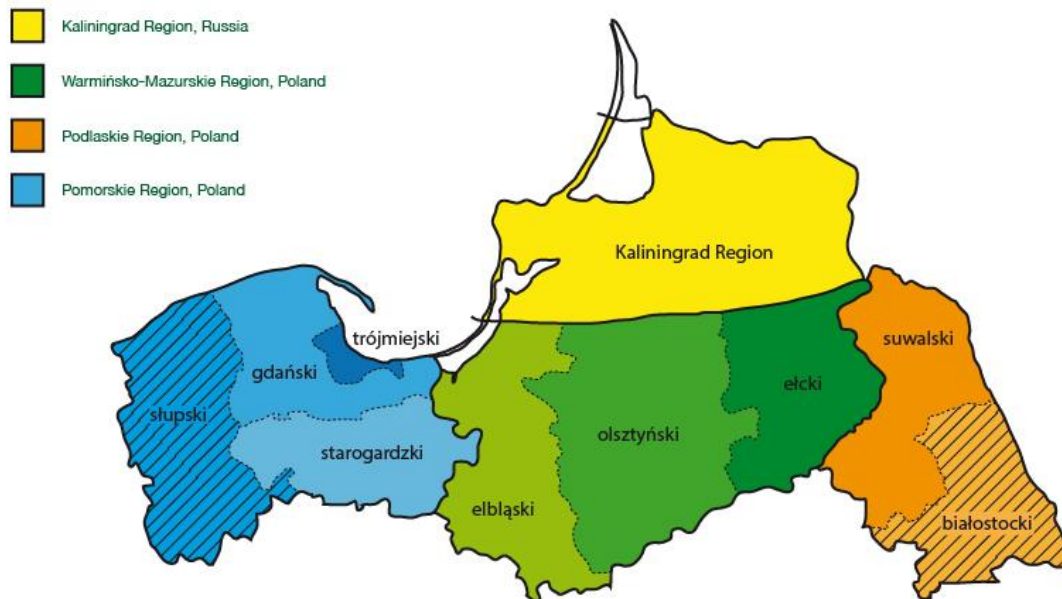 Kaliningrad Region, Russia
Warmińsko-Mazurskie Region, Poland
Podlaskie Region, Poland
Pomorskie Region, Poland
Kaliningrad Region
trójmiejski
suwalski
gdański
ełcki
słupski
olsztyński
starogardzki
elbląski
białostocki